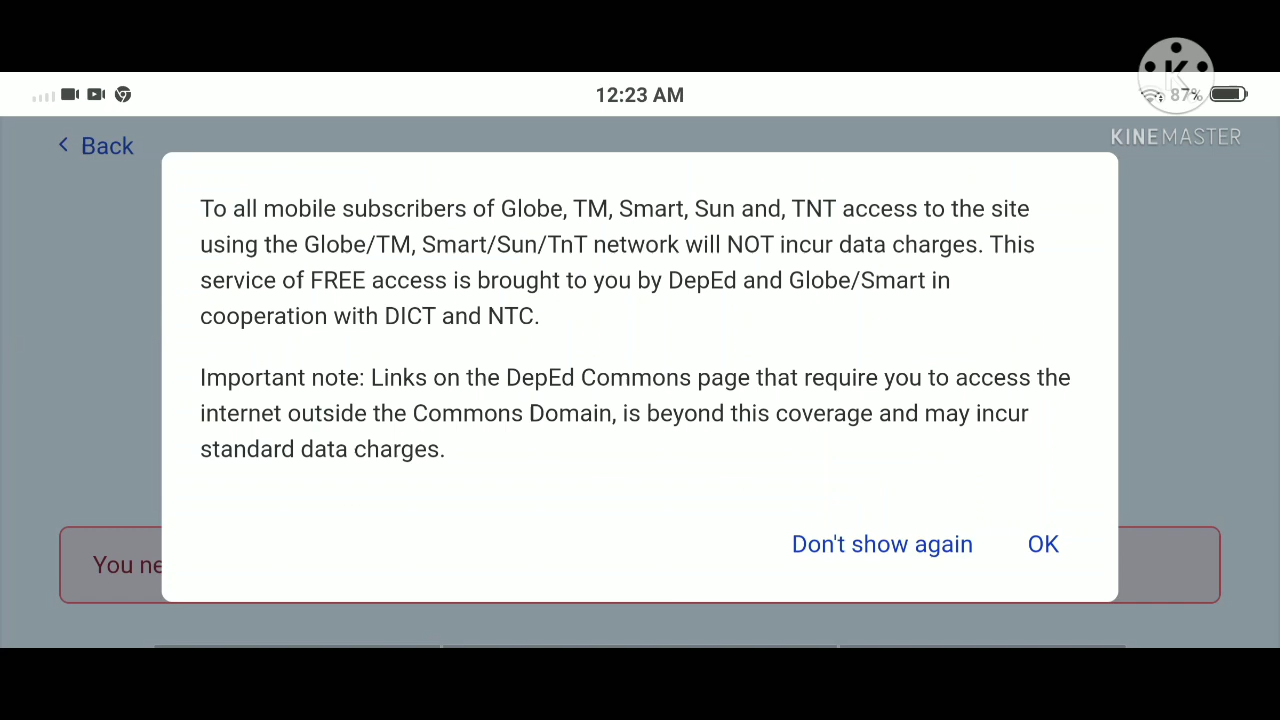 12:23 AM
87%
K
KINEMASTER
Back
To all mobile subscribers of Globe, TM, Smart, Sun and, TNT access to the site
using the Globe/TM, Smart/Sun/TnT network will NOT incur data charges. This
service of FREE access is brought to you by DepEd and Globe/Smart in
cooperation with DICT and NTC.
Important note: Links on the DepEd Commons page that require you to access the
internet outside the Commons Domain, is beyond this coverage and may incur
standard data charges.
Don't show again OK
You